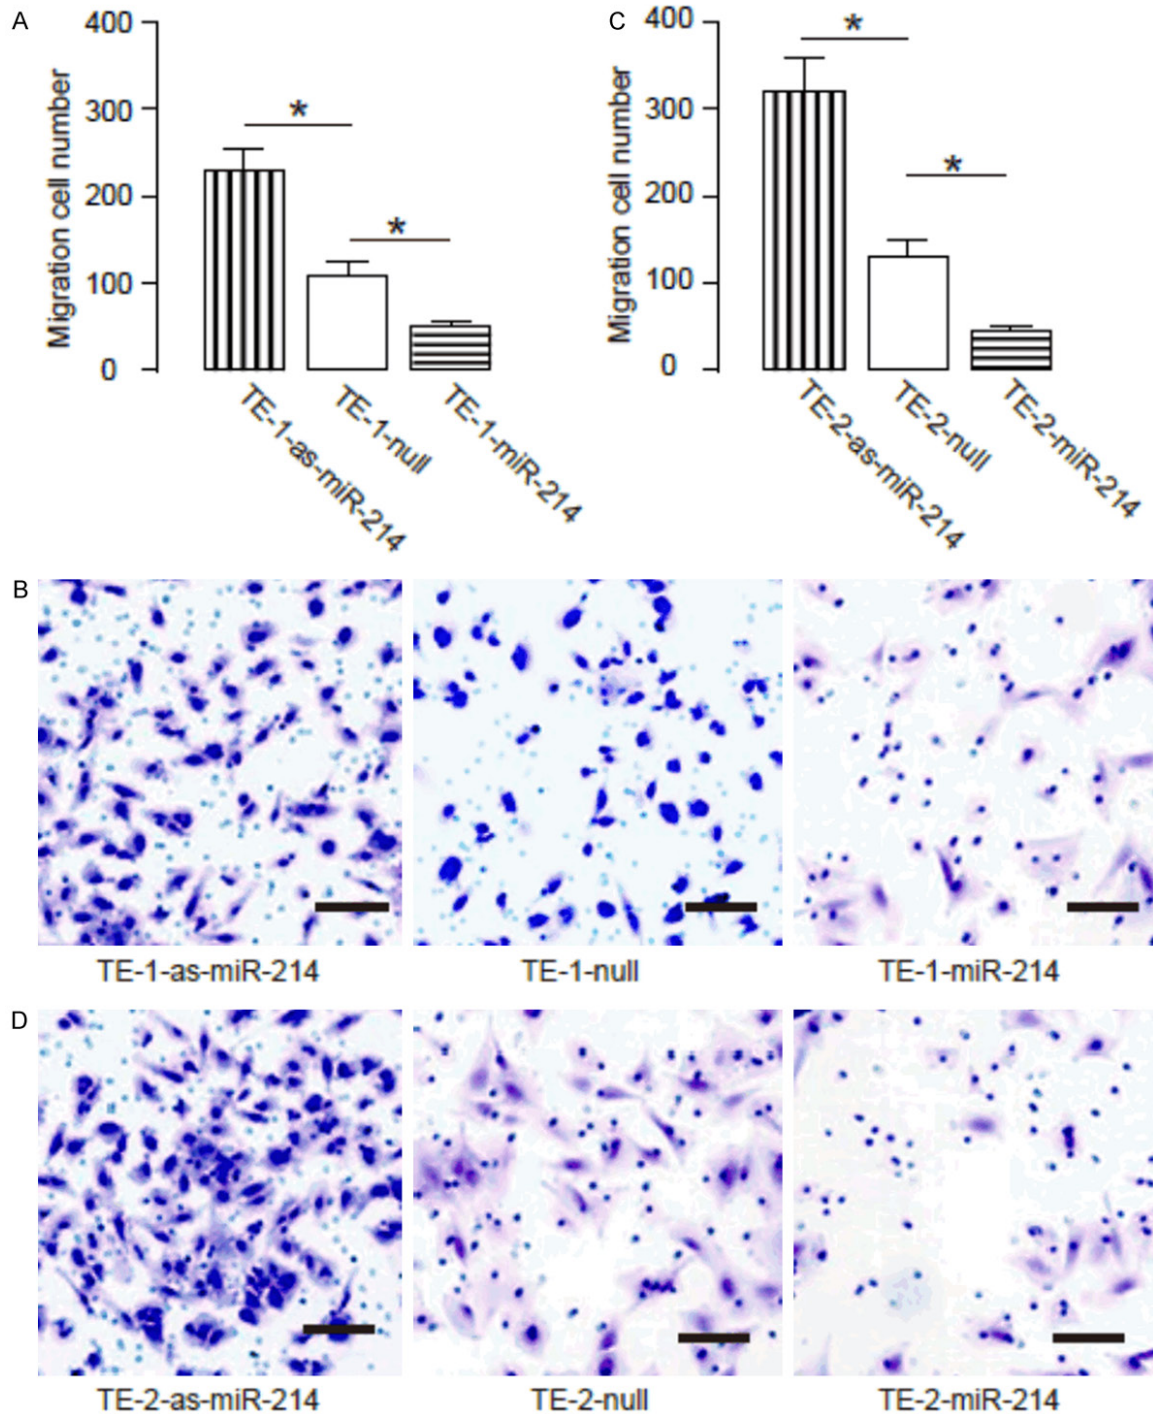 A
400
300
200
100
0
Migration cell number
*
*
TE-1-as-miR-214
TE-1-null
TE-1-miR-214
C
400
300
200
100
0
Migration cell number
*
*
TE-2-as-miR-214
TE-2-null
TE-2-miR-214
B
TE-1-as-miR-214
TE-1-null
TE-1-miR-214
D
TE-2-as-miR-214
TE-2-null
TE-2-miR-214